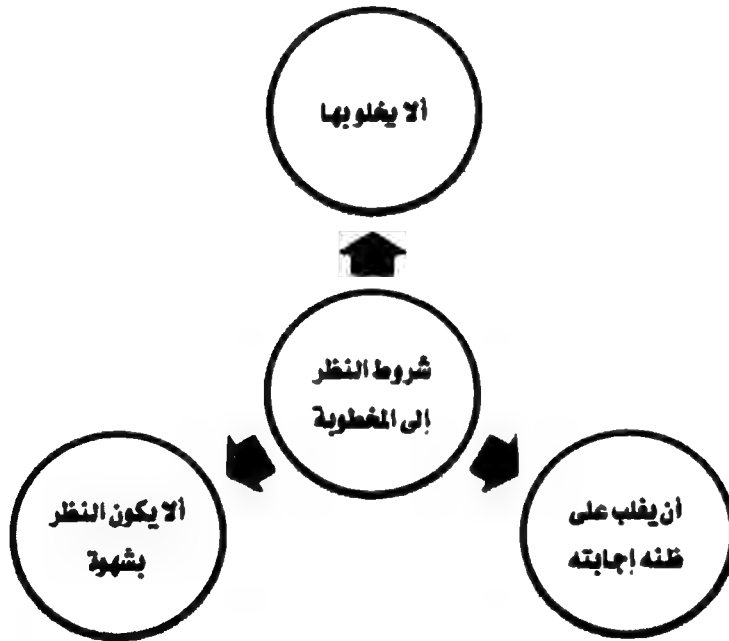 ألا يخلو بها
شروط النظر
إلى المخطوبة
أن يغلب على
ظنه إجابته
ألا يكون النظر
بشهوة